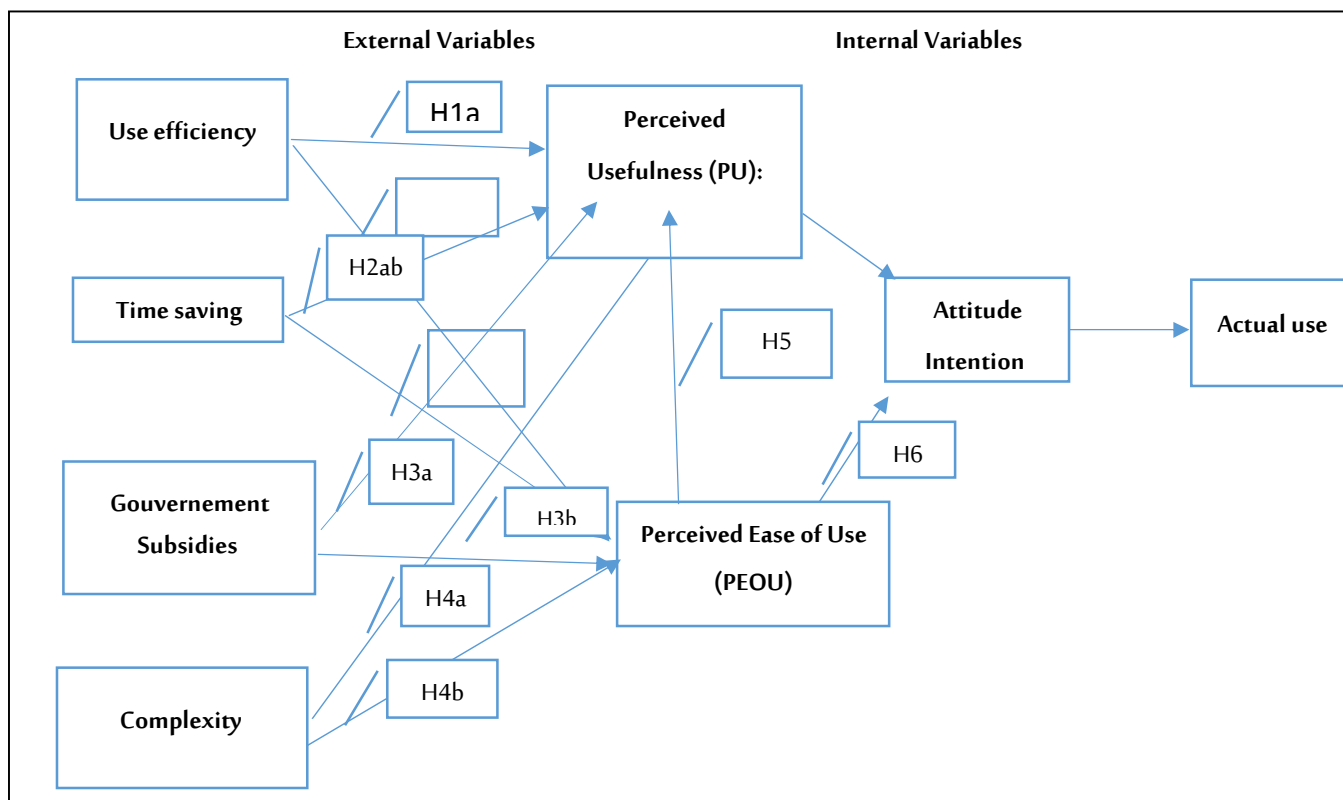 External Variables
Internal Variables
H1a
Use efficiency
Perceived
Usefulness (PU):
H2ab
Time saving
H5
Attitude
Intention
Actual use
H3a
H6
Gouvernement
Subsidies
H3b
Perceived Ease of Use
(PEOU)
H4a
H4b
Complexity